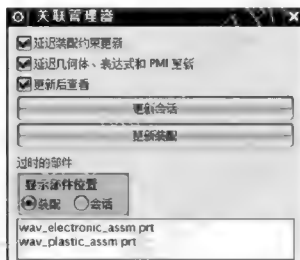 关联管理器
延迟装配约束更新
延迟几何体、表达式和 PMI 更新
更新后查看
更新会话
更新装配
过时的部件
显示部件位置
装配 会话
wav_electronic_assm.prt
wav_plastic_assm.prt